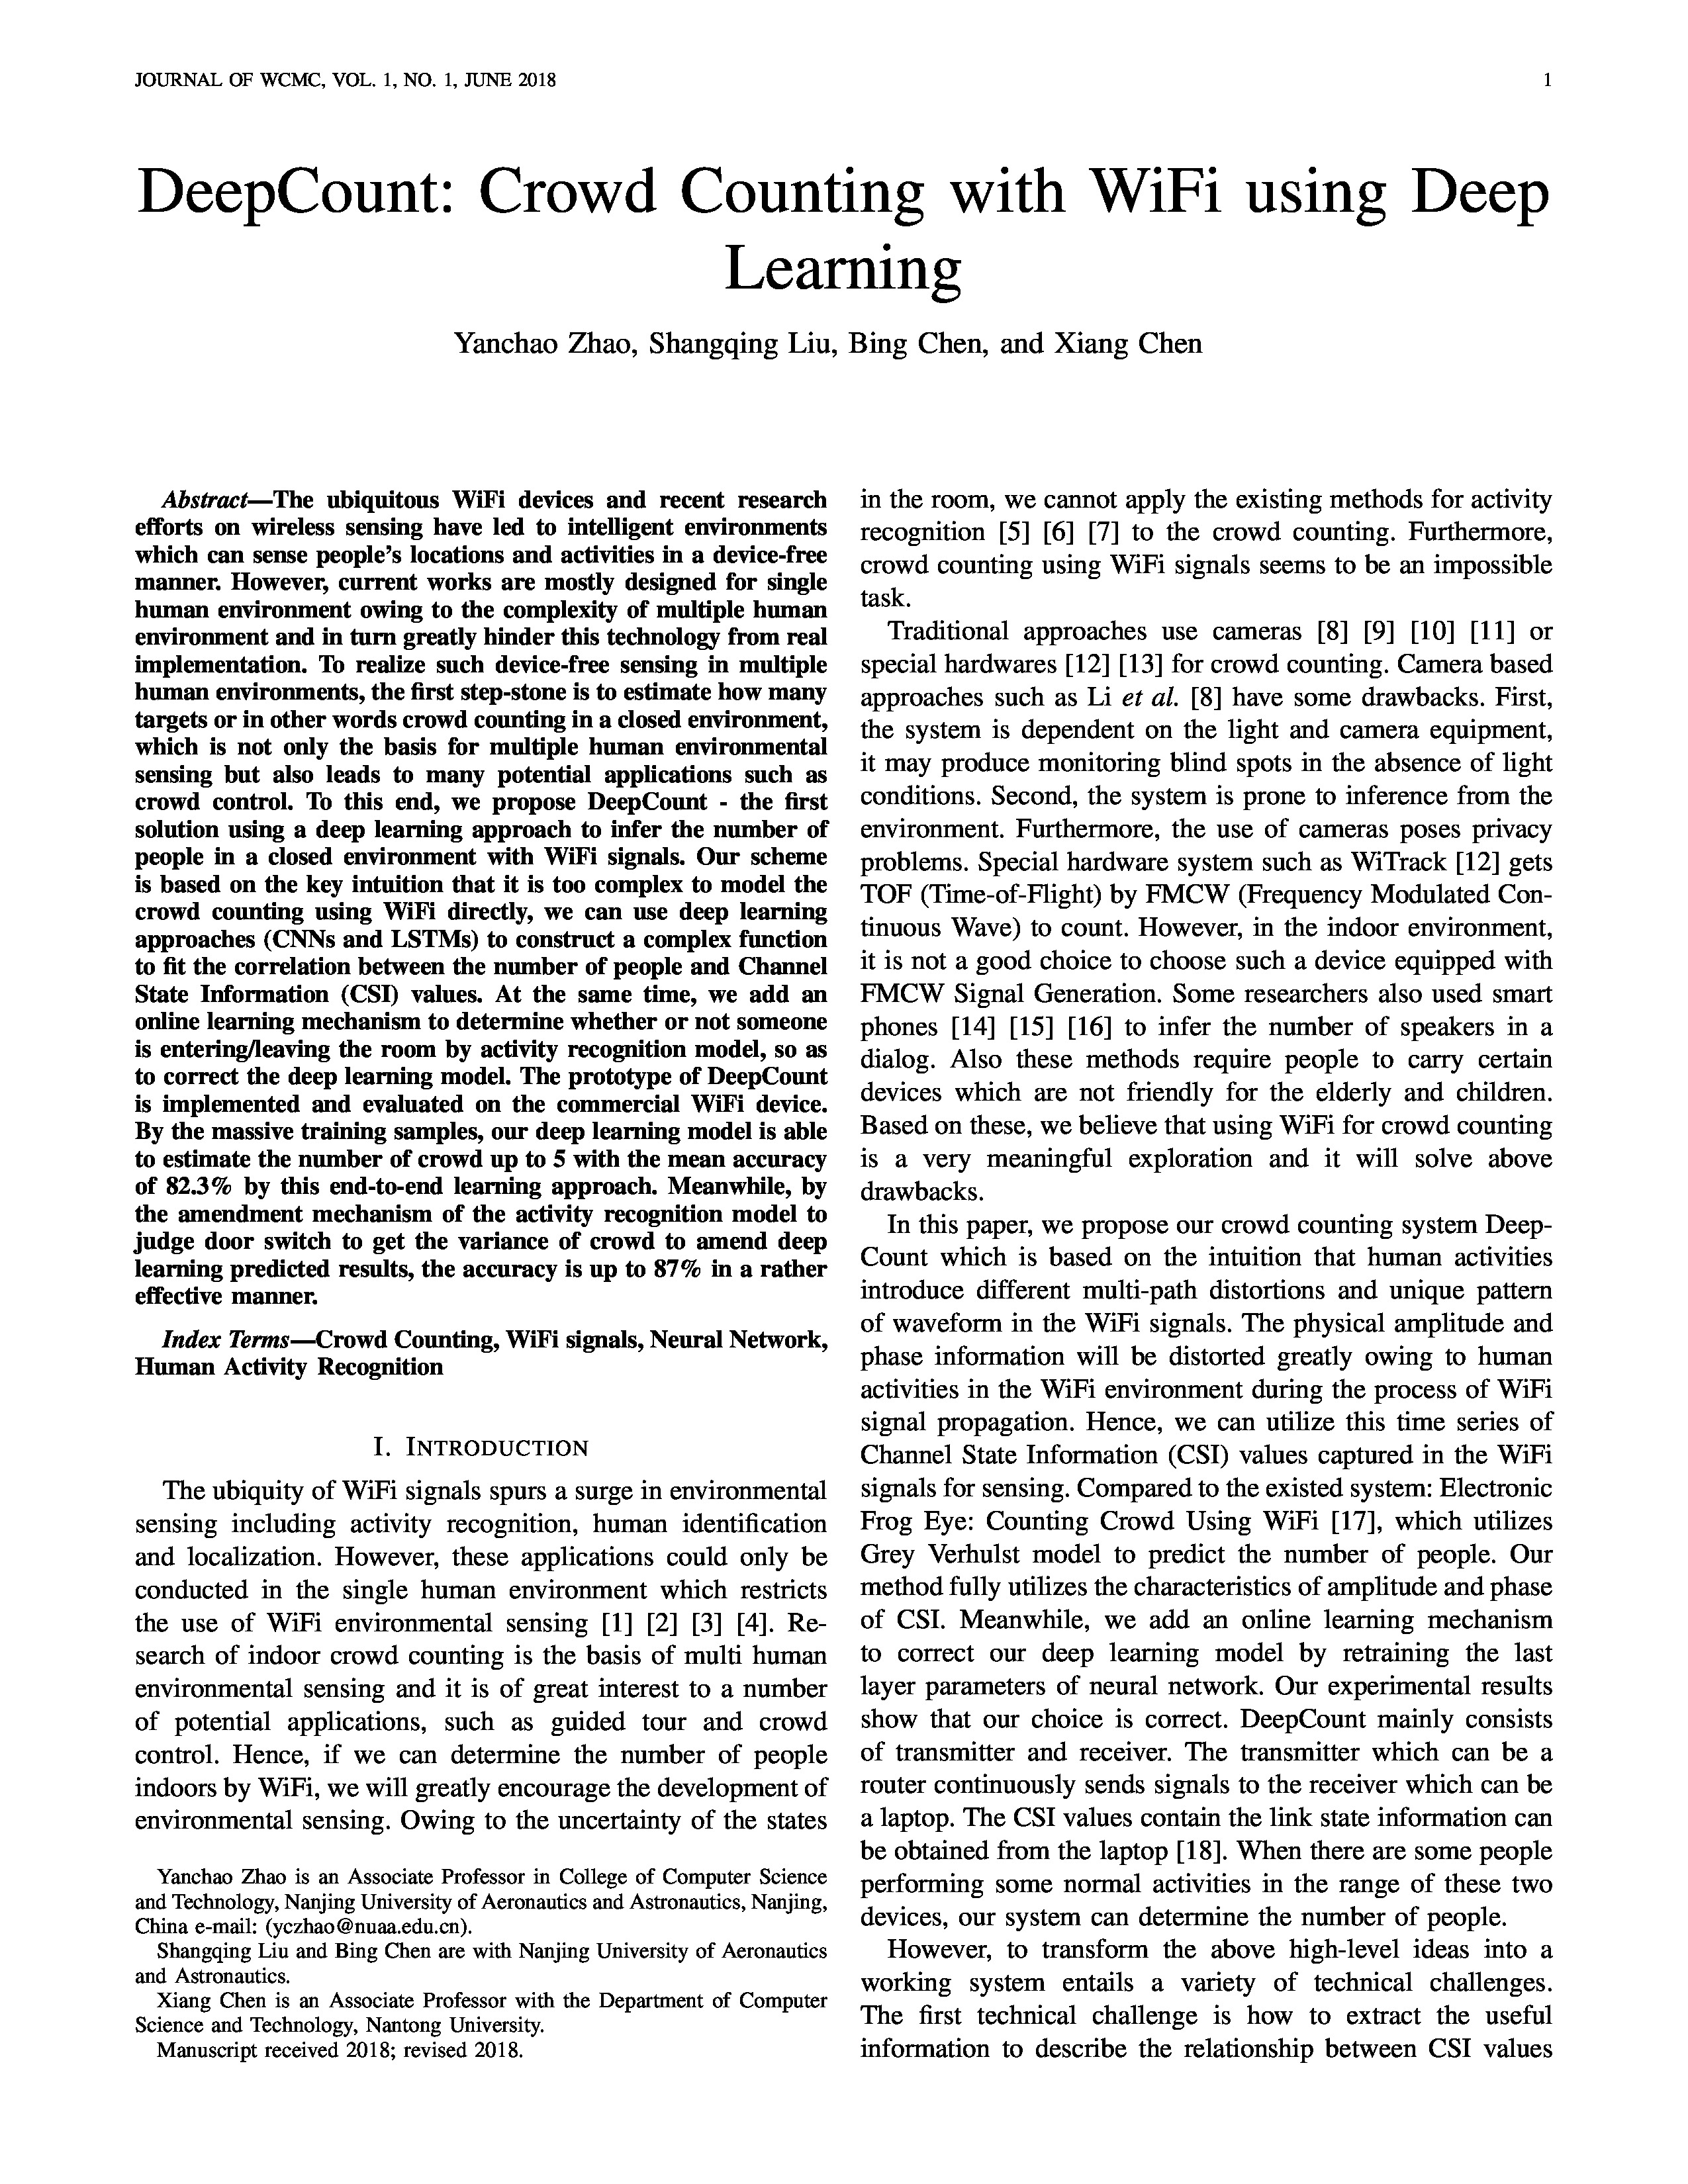 JOURNAL OF WCMC, VOL. 1, NO. 1, JUNE 2018
1
DeepCount: Crowd Counting with WiFi using Deep
Learning
Yanchao Zhao, Shangqing Liu, Bing Chen, and Xiang Chen
Abstract—The ubiquitous WiFi devices and recent research
efforts on wireless sensing have led to intelligent environments
which can sense people's locations and activities in a device-free
manner. However, current works are mostly designed for single
human environment owing to the complexity of multiple human
environment and in turn greatly hinder this technology from real
implementation. To realize such device-free sensing in multiple
human environments, the first step-stone is to estimate how many
targets or in other words crowd counting in a closed environment,
which is not only the basis for multiple human environmental
sensing but also leads to many potential applications such as
crowd control. To this end, we propose DeepCount - the first
solution using a deep learning approach to infer the number of
people in a closed environment with WiFi signals. Our scheme
is based on the key intuition that it is too complex to model the
crowd counting using WiFi directly, we can use deep learning
approaches (CNNs and LSTMs) to construct a complex function
to fit the correlation between the number of people and Channel
State Information (CSI) values. At the same time, we add an
online learning mechanism to determine whether or not someone
is entering/leaving the room by activity recognition model, so as
to correct the deep learning model. The prototype of DeepCount
is implemented and evaluated on the commercial WiFi device.
By the massive training samples, our deep learning model is able
to estimate the number of crowd up to 5 with the mean accuracy
of 82.3% by this end-to-end learning approach. Meanwhile, by
the amendment mechanism of the activity recognition model to
judge door switch to get the variance of crowd to amend deep
learning predicted results, the accuracy is up to 87% in a rather
effective manner.
Index Terms—Crowd Counting, WiFi signals, Neural Network,
Human Activity Recognition
I. INTRODUCTION
The ubiquity of WiFi signals spurs a surge in environmental
sensing including activity recognition, human identification
and localization. However, these applications could only be
conducted in the single human environment which restricts
the use of WiFi environmental sensing [1] [2] [3] [4]. Re-
search of indoor crowd counting is the basis of multi human
environmental sensing and it is of great interest to a number
of potential applications, such as guided tour and crowd
control. Hence, if we can determine the number of people
indoors by WiFi, we will greatly encourage the development of
environmental sensing. Owing to the uncertainty of the states
Yanchao Zhao is an Associate Professor in College of Computer Science
and Technology, Nanjing University of Aeronautics and Astronautics, Nanjing,
China e-mail: (yczhao@nuaa.edu.cn).
Shangqing Liu and Bing Chen are with Nanjing University of Aeronautics
and Astronautics.
Xiang Chen is an Associate Professor with the Department of Computer
Science and Technology, Nantong University.
Manuscript received 2018; revised 2018.
in the room, we cannot apply the existing methods for activity
recognition [5] [6] [7] to the crowd counting. Furthermore,
crowd counting using WiFi signals seems to be an impossible
task.
Traditional approaches use cameras [8] [9] [10] [11] or
special hardwares [12] [13] for crowd counting. Camera based
approaches such as Li et al. [8] have some drawbacks. First,
the system is dependent on the light and camera equipment,
it may produce monitoring blind spots in the absence of light
conditions. Second, the system is prone to inference from the
environment. Furthermore, the use of cameras poses privacy
problems. Special hardware system such as WiTrack [12] gets
TOF (Time-of-Flight) by FMCW (Frequency Modulated Con-
tinuous Wave) to count. However, in the indoor environment,
it is not a good choice to choose such a device equipped with
FMCW Signal Generation. Some researchers also used smart
phones [14] [15] [16] to infer the number of speakers in a
dialog. Also these methods require people to carry certain
devices which are not friendly for the elderly and children.
Based on these, we believe that using WiFi for crowd counting
is a very meaningful exploration and it will solve above
drawbacks.
In this paper, we propose our crowd counting system Deep-
Count which is based on the intuition that human activities
introduce different multi-path distortions and unique pattern
of waveform in the WiFi signals. The physical amplitude and
phase information will be distorted greatly owing to human
activities in the WiFi environment during the process of WiFi
signal propagation. Hence, we can utilize this time series of
Channel State Information (CSI) values captured in the WiFi
signals for sensing. Compared to the existed system: Electronic
Frog Eye: Counting Crowd Using WiFi [17], which utilizes
Grey Verhulst model to predict the number of people. Our
method fully utilizes the characteristics of amplitude and phase
of CSI. Meanwhile, we add an online learning mechanism
to correct our deep learning model by retraining the last
layer parameters of neural network. Our experimental results
show that our choice is correct. DeepCount mainly consists
of transmitter and receiver. The transmitter which can be a
router continuously sends signals to the receiver which can be
a laptop. The CSI values contain the link state information can
be obtained from the laptop [18]. When there are some people
performing some normal activities in the range of these two
devices, our system can determine the number of people.
However, to transform the above high-level ideas into a
working system entails a variety of technical challenges.
The first technical challenge is how to extract the useful
information to describe the relationship between CSI values